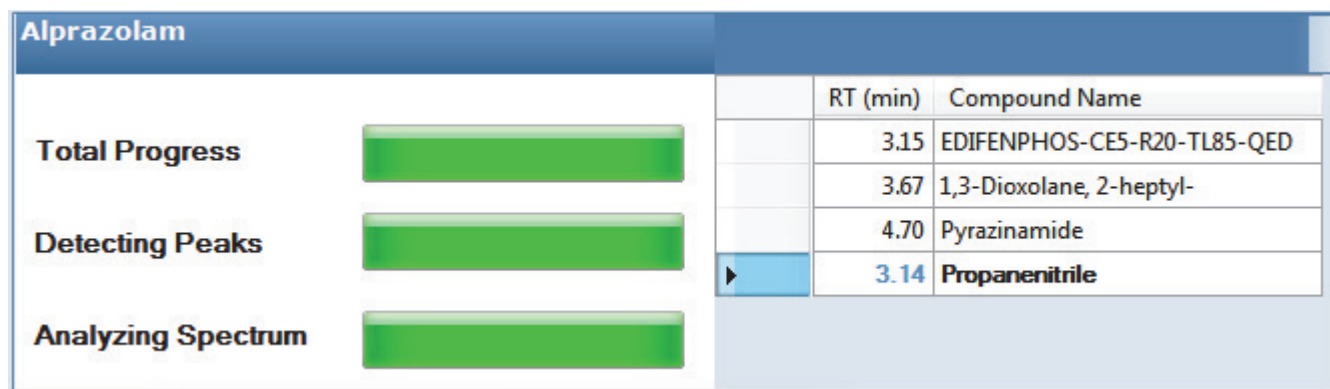 Alprazolam
Total Progress
Detecting Peaks
Analyzing Spectrum
RT (min) Compound Name
3.15 EDIFENPHOS-CE5-R20-TL85-QED
3.67 1,3-Dioxolane, 2-heptyl-
4.70 Pyrazinamide
3.14 Propanenitrile